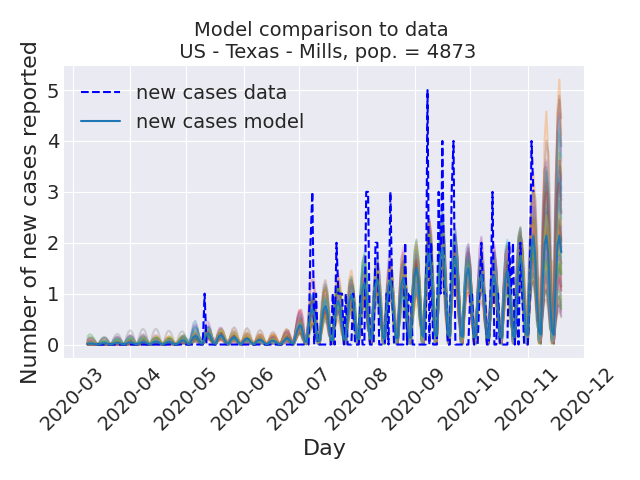 Model comparison to data
US - Texas - Mills, pop. = 4873
Number of new cases reported
5
4
3
2
1
0
new cases data
new cases model
2020-03
2020-04
2020-05
2020-06
2020-07
2020-08
2020-09
2020-10
2020-11
2020-12
Day